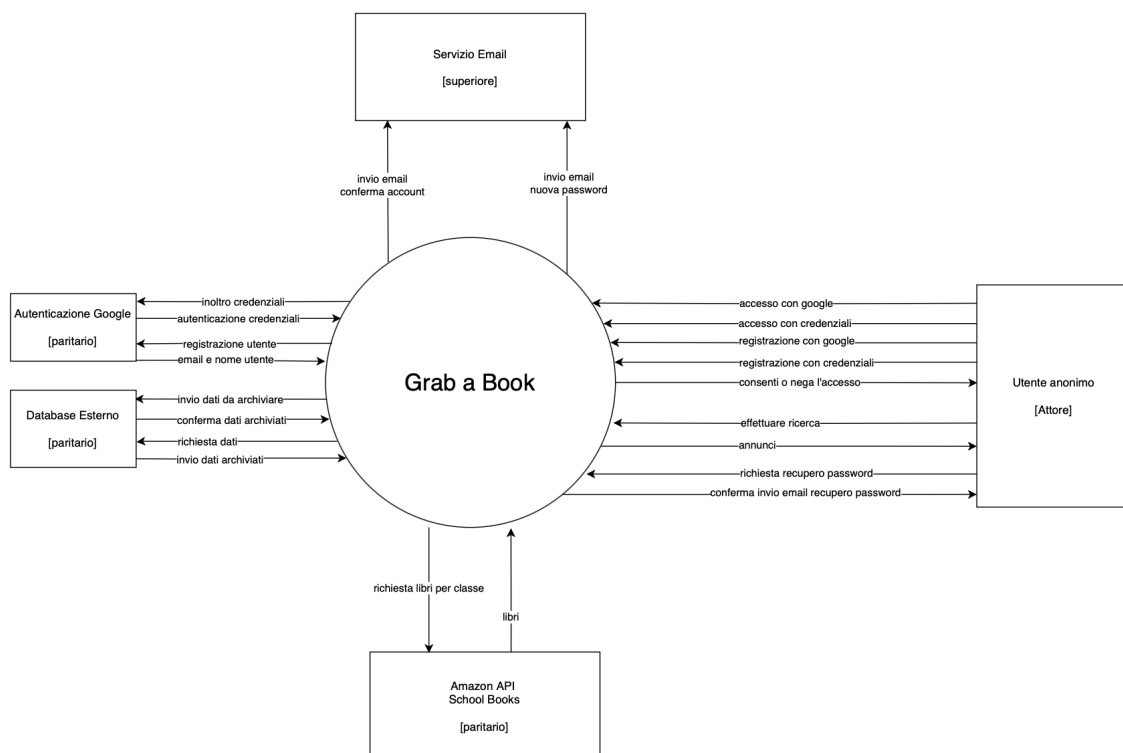 Servizio Email
[superiore]
invio email
conferma account
invio email
nuova password
Autenticazione Google
[paritario]
inoltro credenziali
autenticazione credenziali
registrazione utente
email e nome utente
Database Esterno
[paritario]
invio dati da archiviare
conferma dati archiviati
richiesta dati
invio dati archiviati
Grab a Book
accesso con google
accesso con credenziali
registrazione con google
registrazione con credenziali
consenti o nega l'accesso
effettuare ricerca
annunci
richiesta recupero password
conferma invio email recupero password
Utente anonimo
[Attore]
richiesta libri per classe
libri
Amazon API
School Books
[paritario]